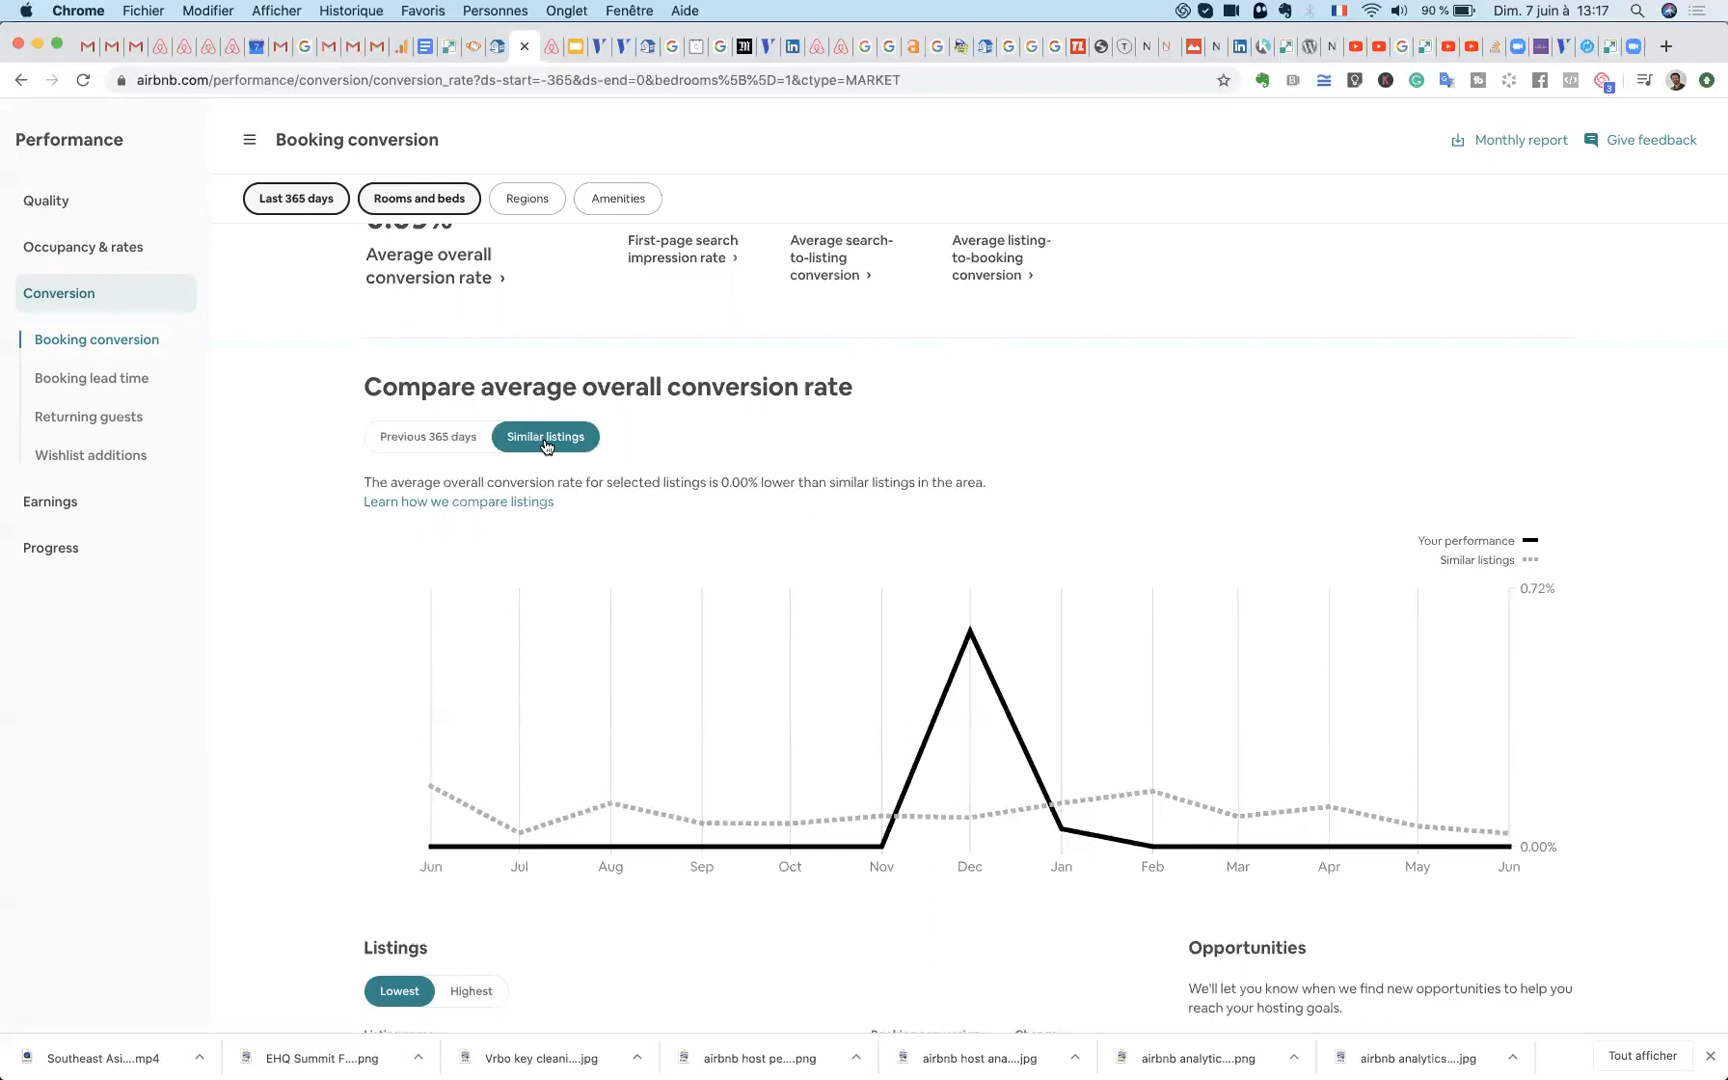 Chrome Fichier Modifier Afficher Historique Favoris Personnes Onglet Fenêtre Aide 90 % Dim. 7 juin à 13:17
airbnb.com/performance/conversion/conversion_rate?ds-start=-365&ds-end=0&bedrooms%5B%5D=1&ctype=MARKET
Performance
Booking conversion
Monthly report
Give feedback
Quality
Occupancy & rates
Conversion
Booking conversion
Booking lead time
Returning guests
Wishlist additions
Earnings
Progress
Last 365 days
Rooms and beds
Regions
Amenities
Average overall
conversion rate ›
First-page search
impression rate ›
Average search-
to-listing
conversion ›
Average listing-
to-booking
conversion ›
Compare average overall conversion rate
Previous 365 days
Similar listings
The average overall conversion rate for selected listings is 0.00% lower than similar listings in the area.
Learn how we compare listings
Your performance
Similar listings
0.72%
0.00%
Jun Jul Aug Sep Oct Nov Dec Jan Feb Mar Apr May Jun
Listings
Lowest
Highest
Opportunities
We'll let you know when we find new opportunities to help you
reach your hosting goals.
Southeast Asi....mp4
EHQ Summit F....png
Vrbo key cleani....jpg
airbnb host pe....png
airbnb host ana....jpg
airbnb analytic....png
airbnb analytics....jpg
Tout afficher